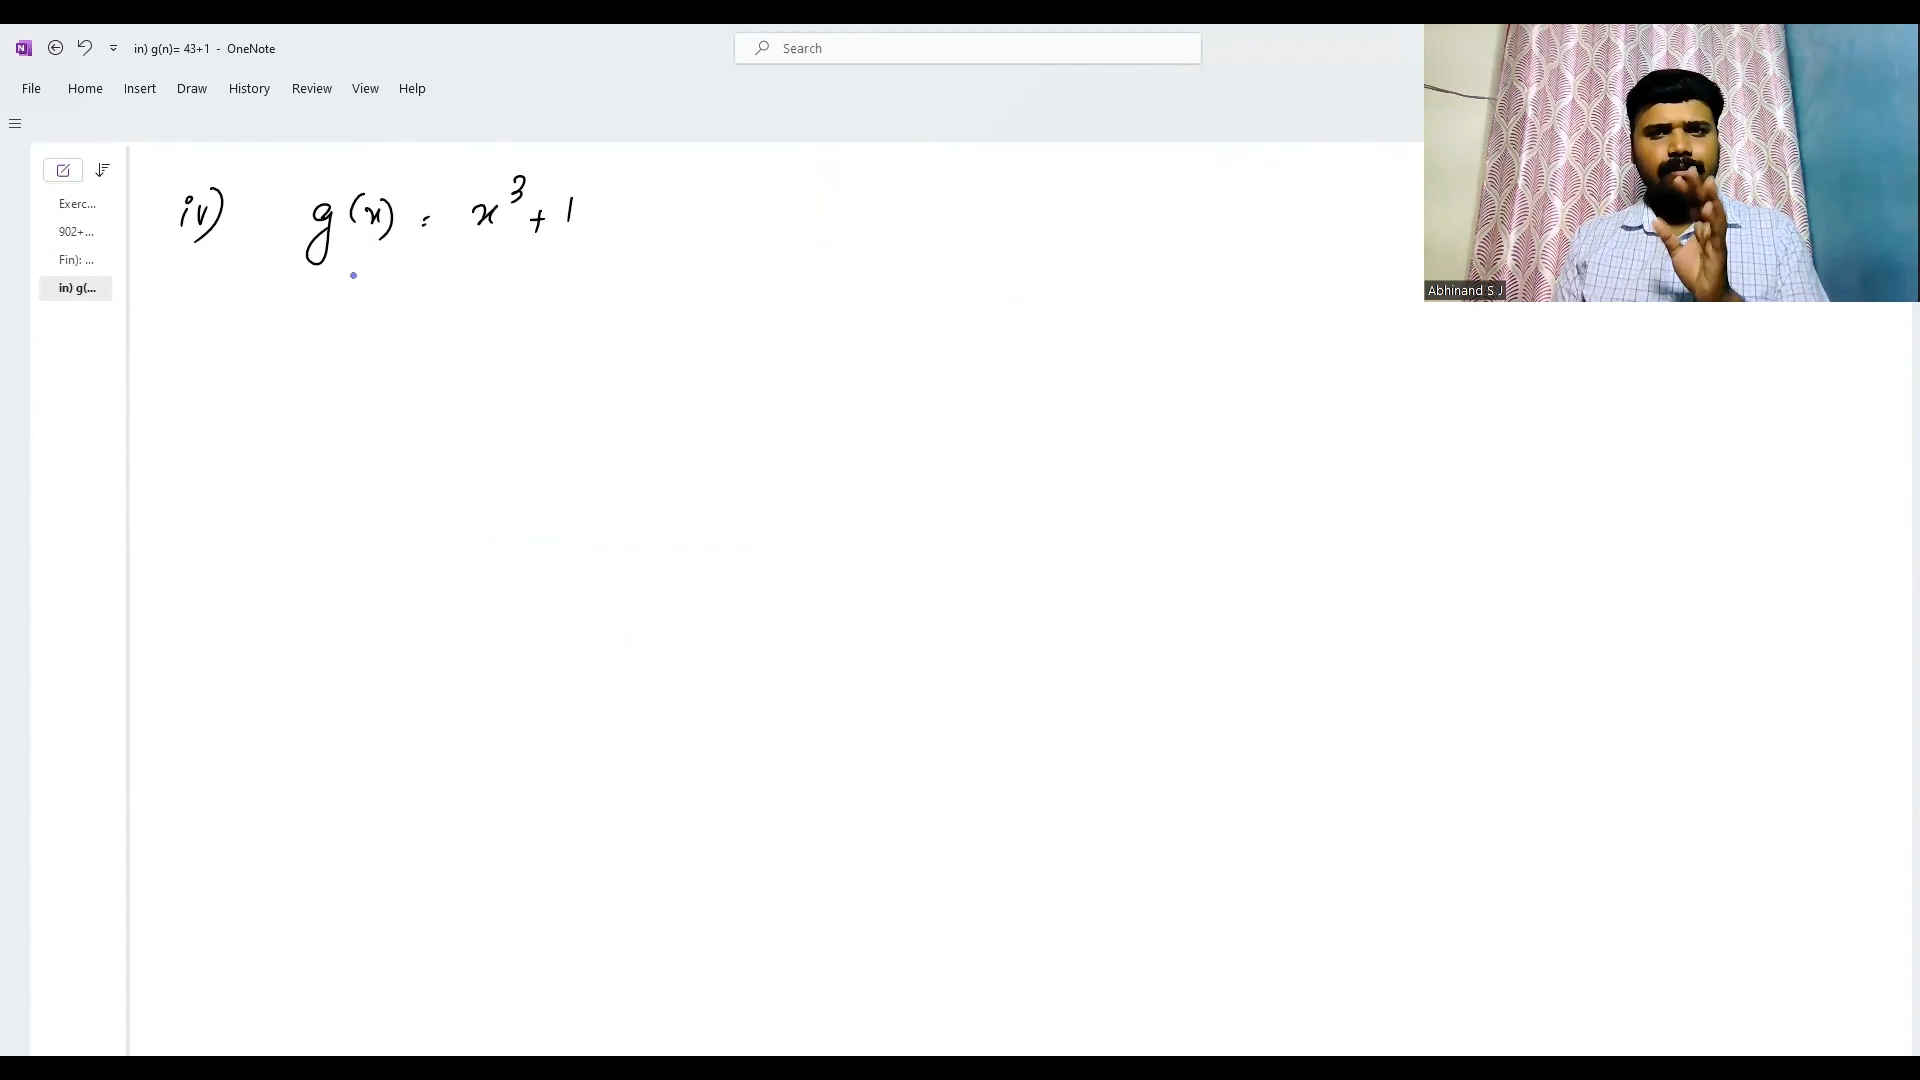 in) g(n)= 43+1 - OneNote
Search
File Home Insert Draw History Review View Help
Exerc...
902+...
Fin): ...
in) g(...
iv) g(x) = x³ + 1
Abhinand S J